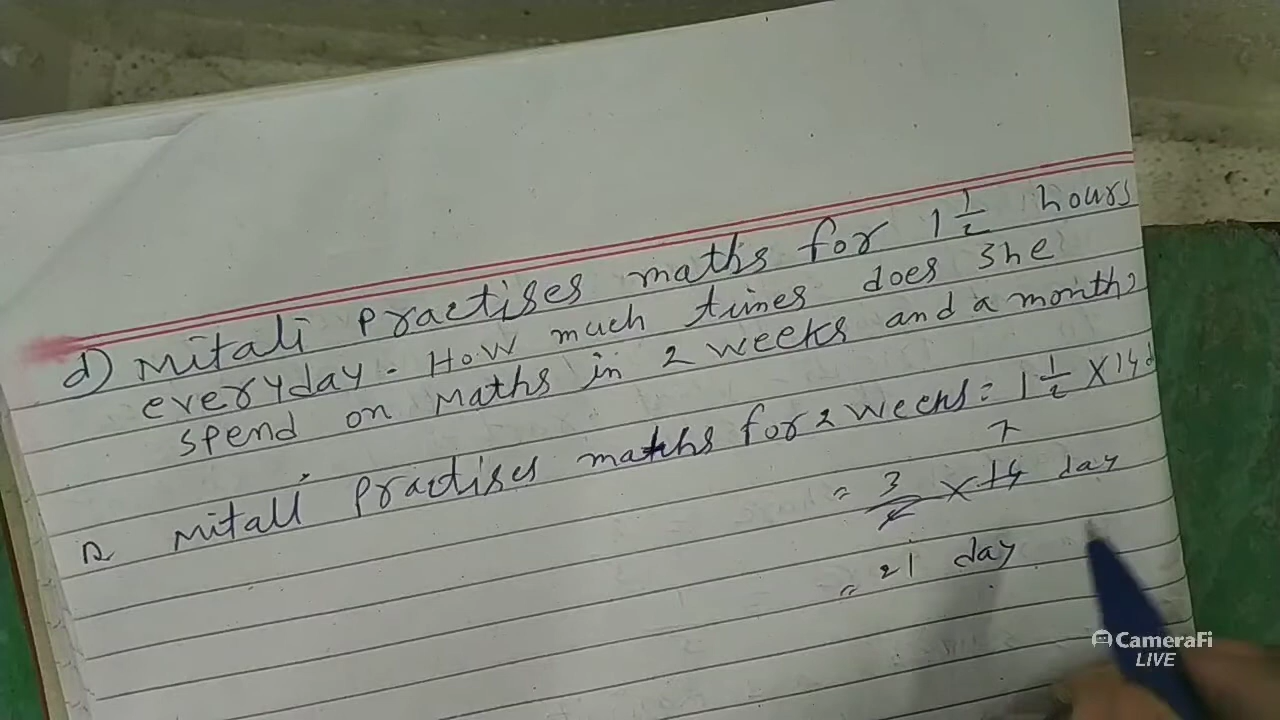 d) Mitali Practises maths for 1 1/2 hours
everyday. How much times does she
spend on Maths in 2 weeks and a month?
Mitali Practises maths for 2 weeks = 1 1/2 X 14 d
7
= 3/2 X 14 day
= 21 day
CameraFi
LIVE